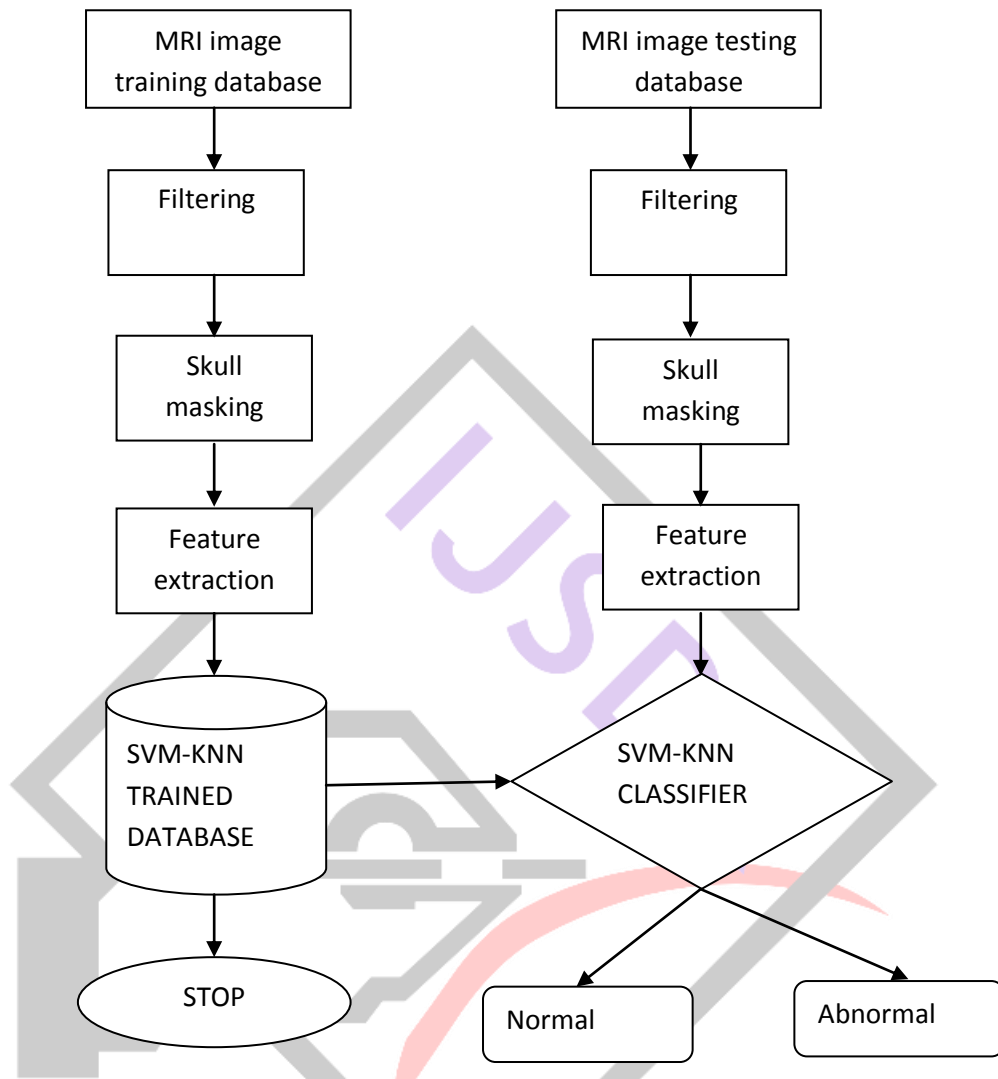 MRI image
training database
Filtering
Skull
masking
Feature
extraction
SVM-KNN
TRAINED
DATABASE
STOP
MRI image testing
database
Filtering
Skull
masking
Feature
extraction
SVM-KNN
CLASSIFIER
Normal
Abnormal